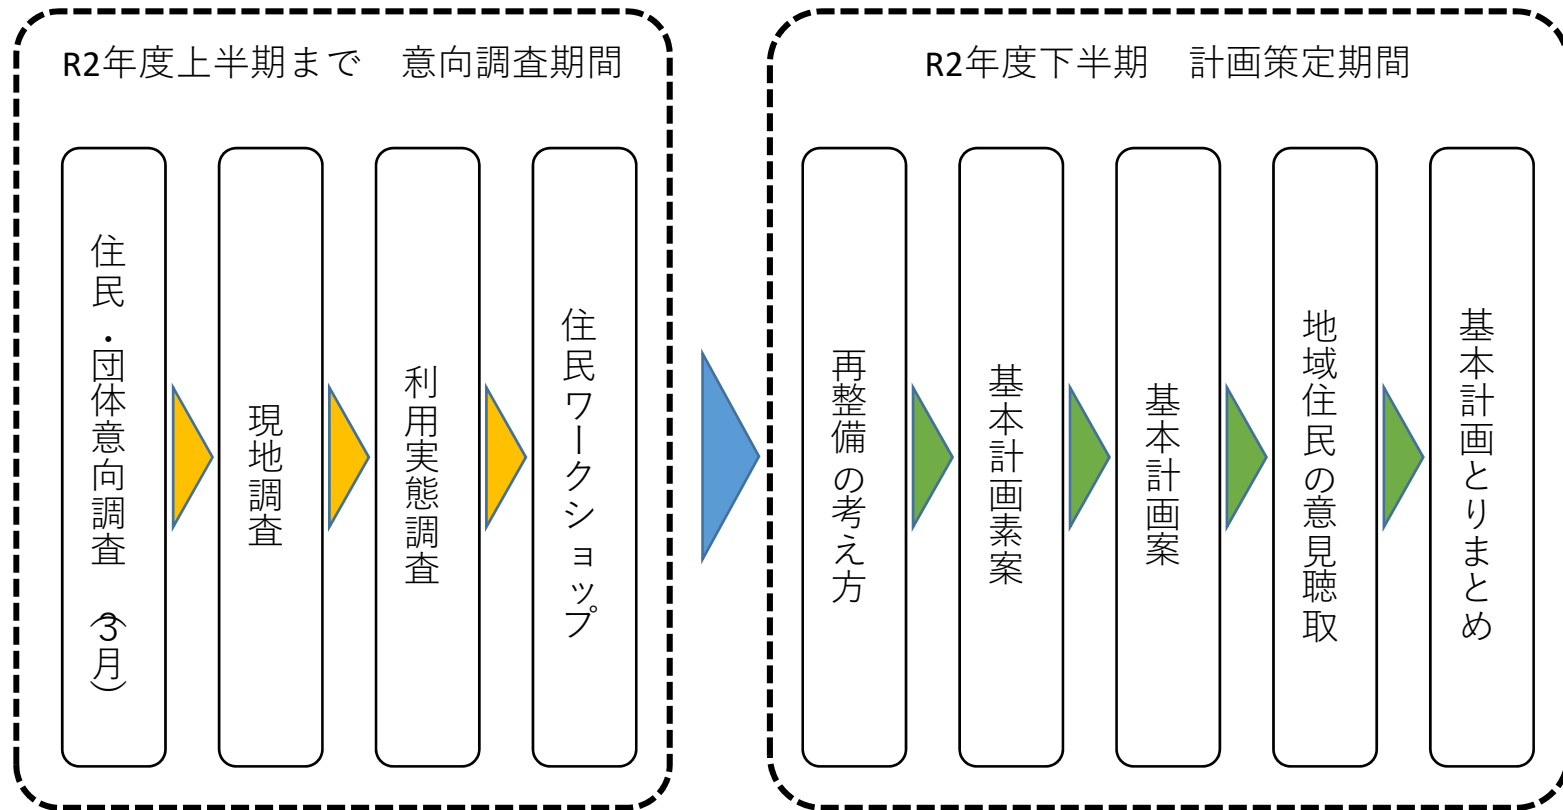 R2年度上半期まで　意向調査期間
住民・団体意向調査　（3月）
現地調査
利用実態調査
住民ワークショップ
R2年度下半期　計画策定期間
再整備の考え方
基本計画素案
基本計画案
地域住民の意見聴取
基本計画とりまとめ